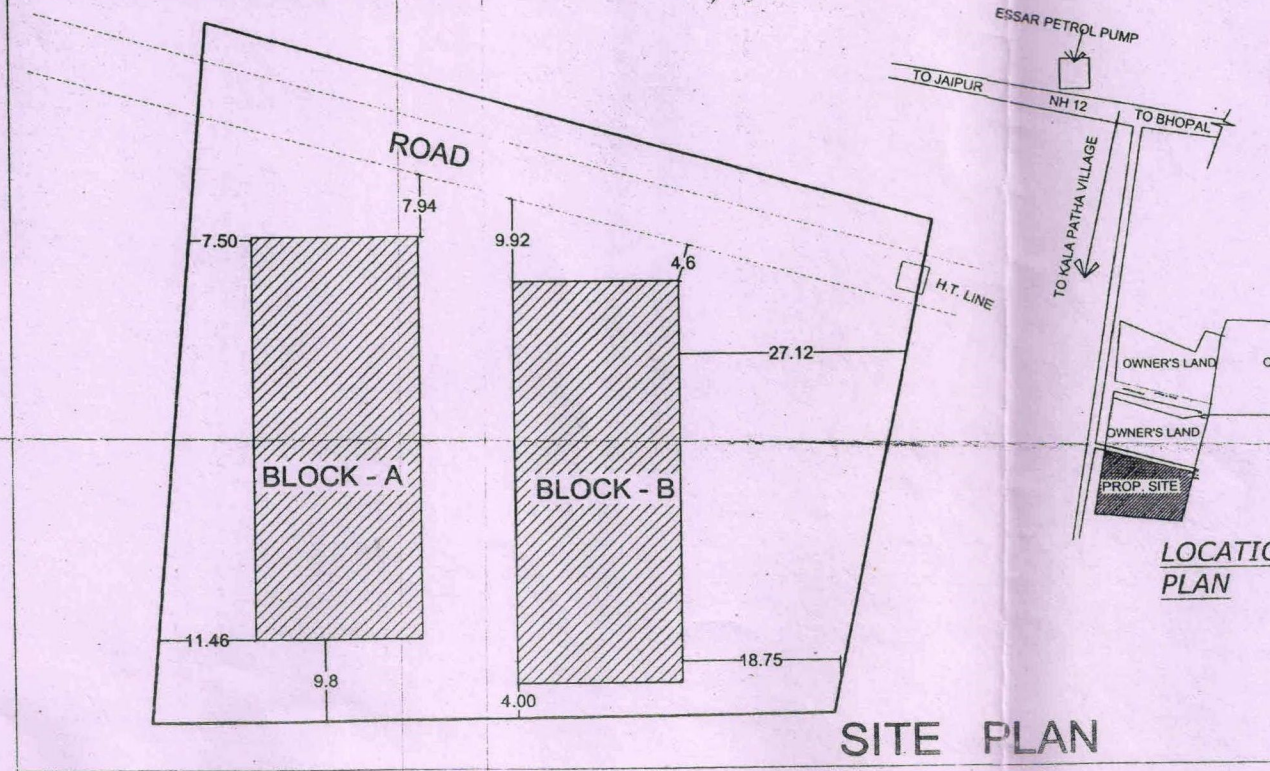 ESSAR PETROL PUMP
TO JAIPUR
NH 12
TO BHOPAL
ROAD
TO KALA PATHA VILLAGE
7.94
7.50
9.92
4.6
H.T. LINE
27.12
OWNER'S LAND
OWNER'S LAND
BLOCK - A
BLOCK - B
PROP. SITE
LOCATIO
PLAN
11.46
9.8
18.75
4.00
SITE PLAN